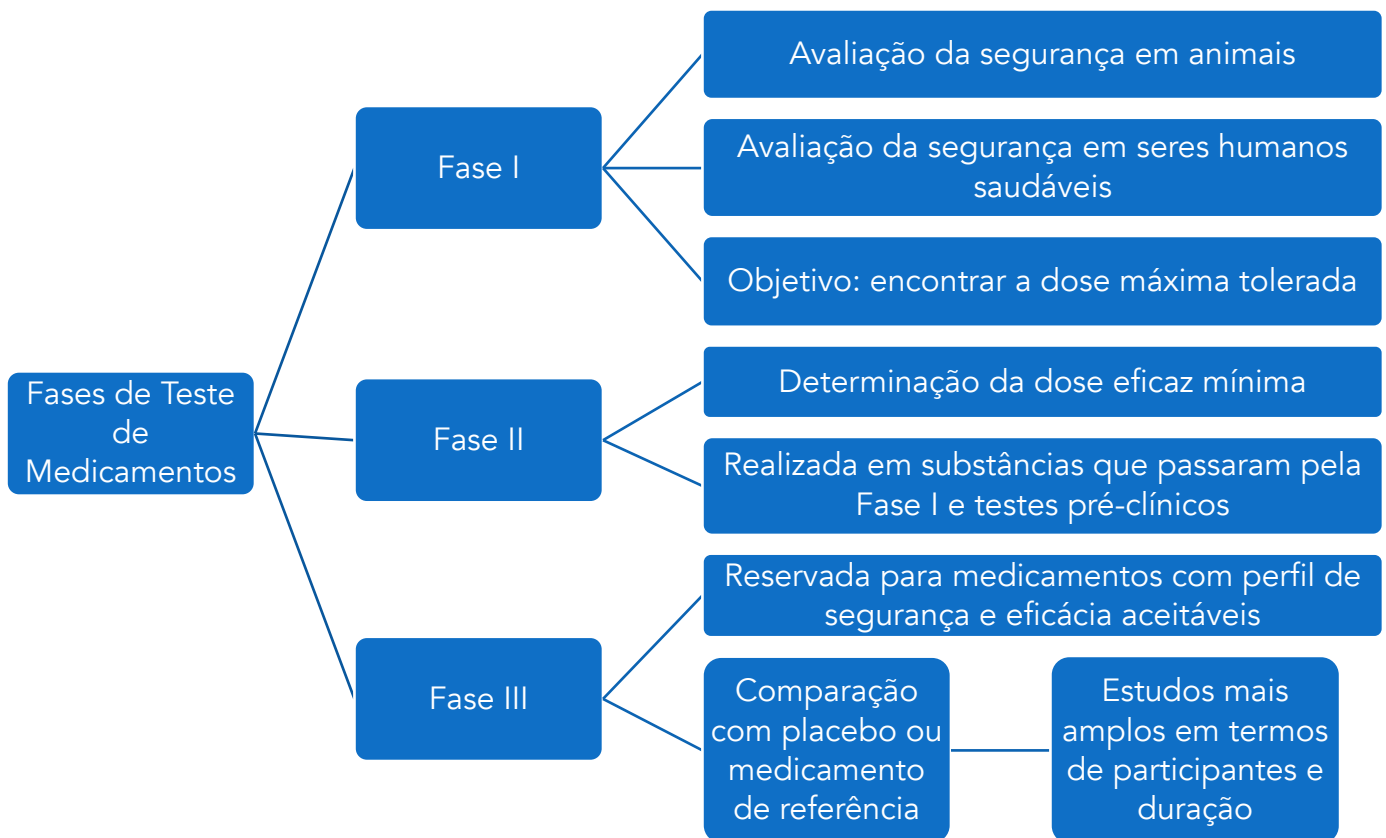 Fases de Teste
de
Medicamentos
Fase I
Avaliação da segurança em animais
Avaliação da segurança em seres humanos
saudáveis
Objetivo: encontrar a dose máxima tolerada
Fase II
Determinação da dose eficaz mínima
Realizada em substâncias que passaram pela
Fase I e testes pré-clínicos
Fase III
Reservada para medicamentos com perfil de
segurança e eficácia aceitáveis
Comparação
com placebo ou
medicamento
de referência
Estudos mais
amplos em termos
de participantes e
duração